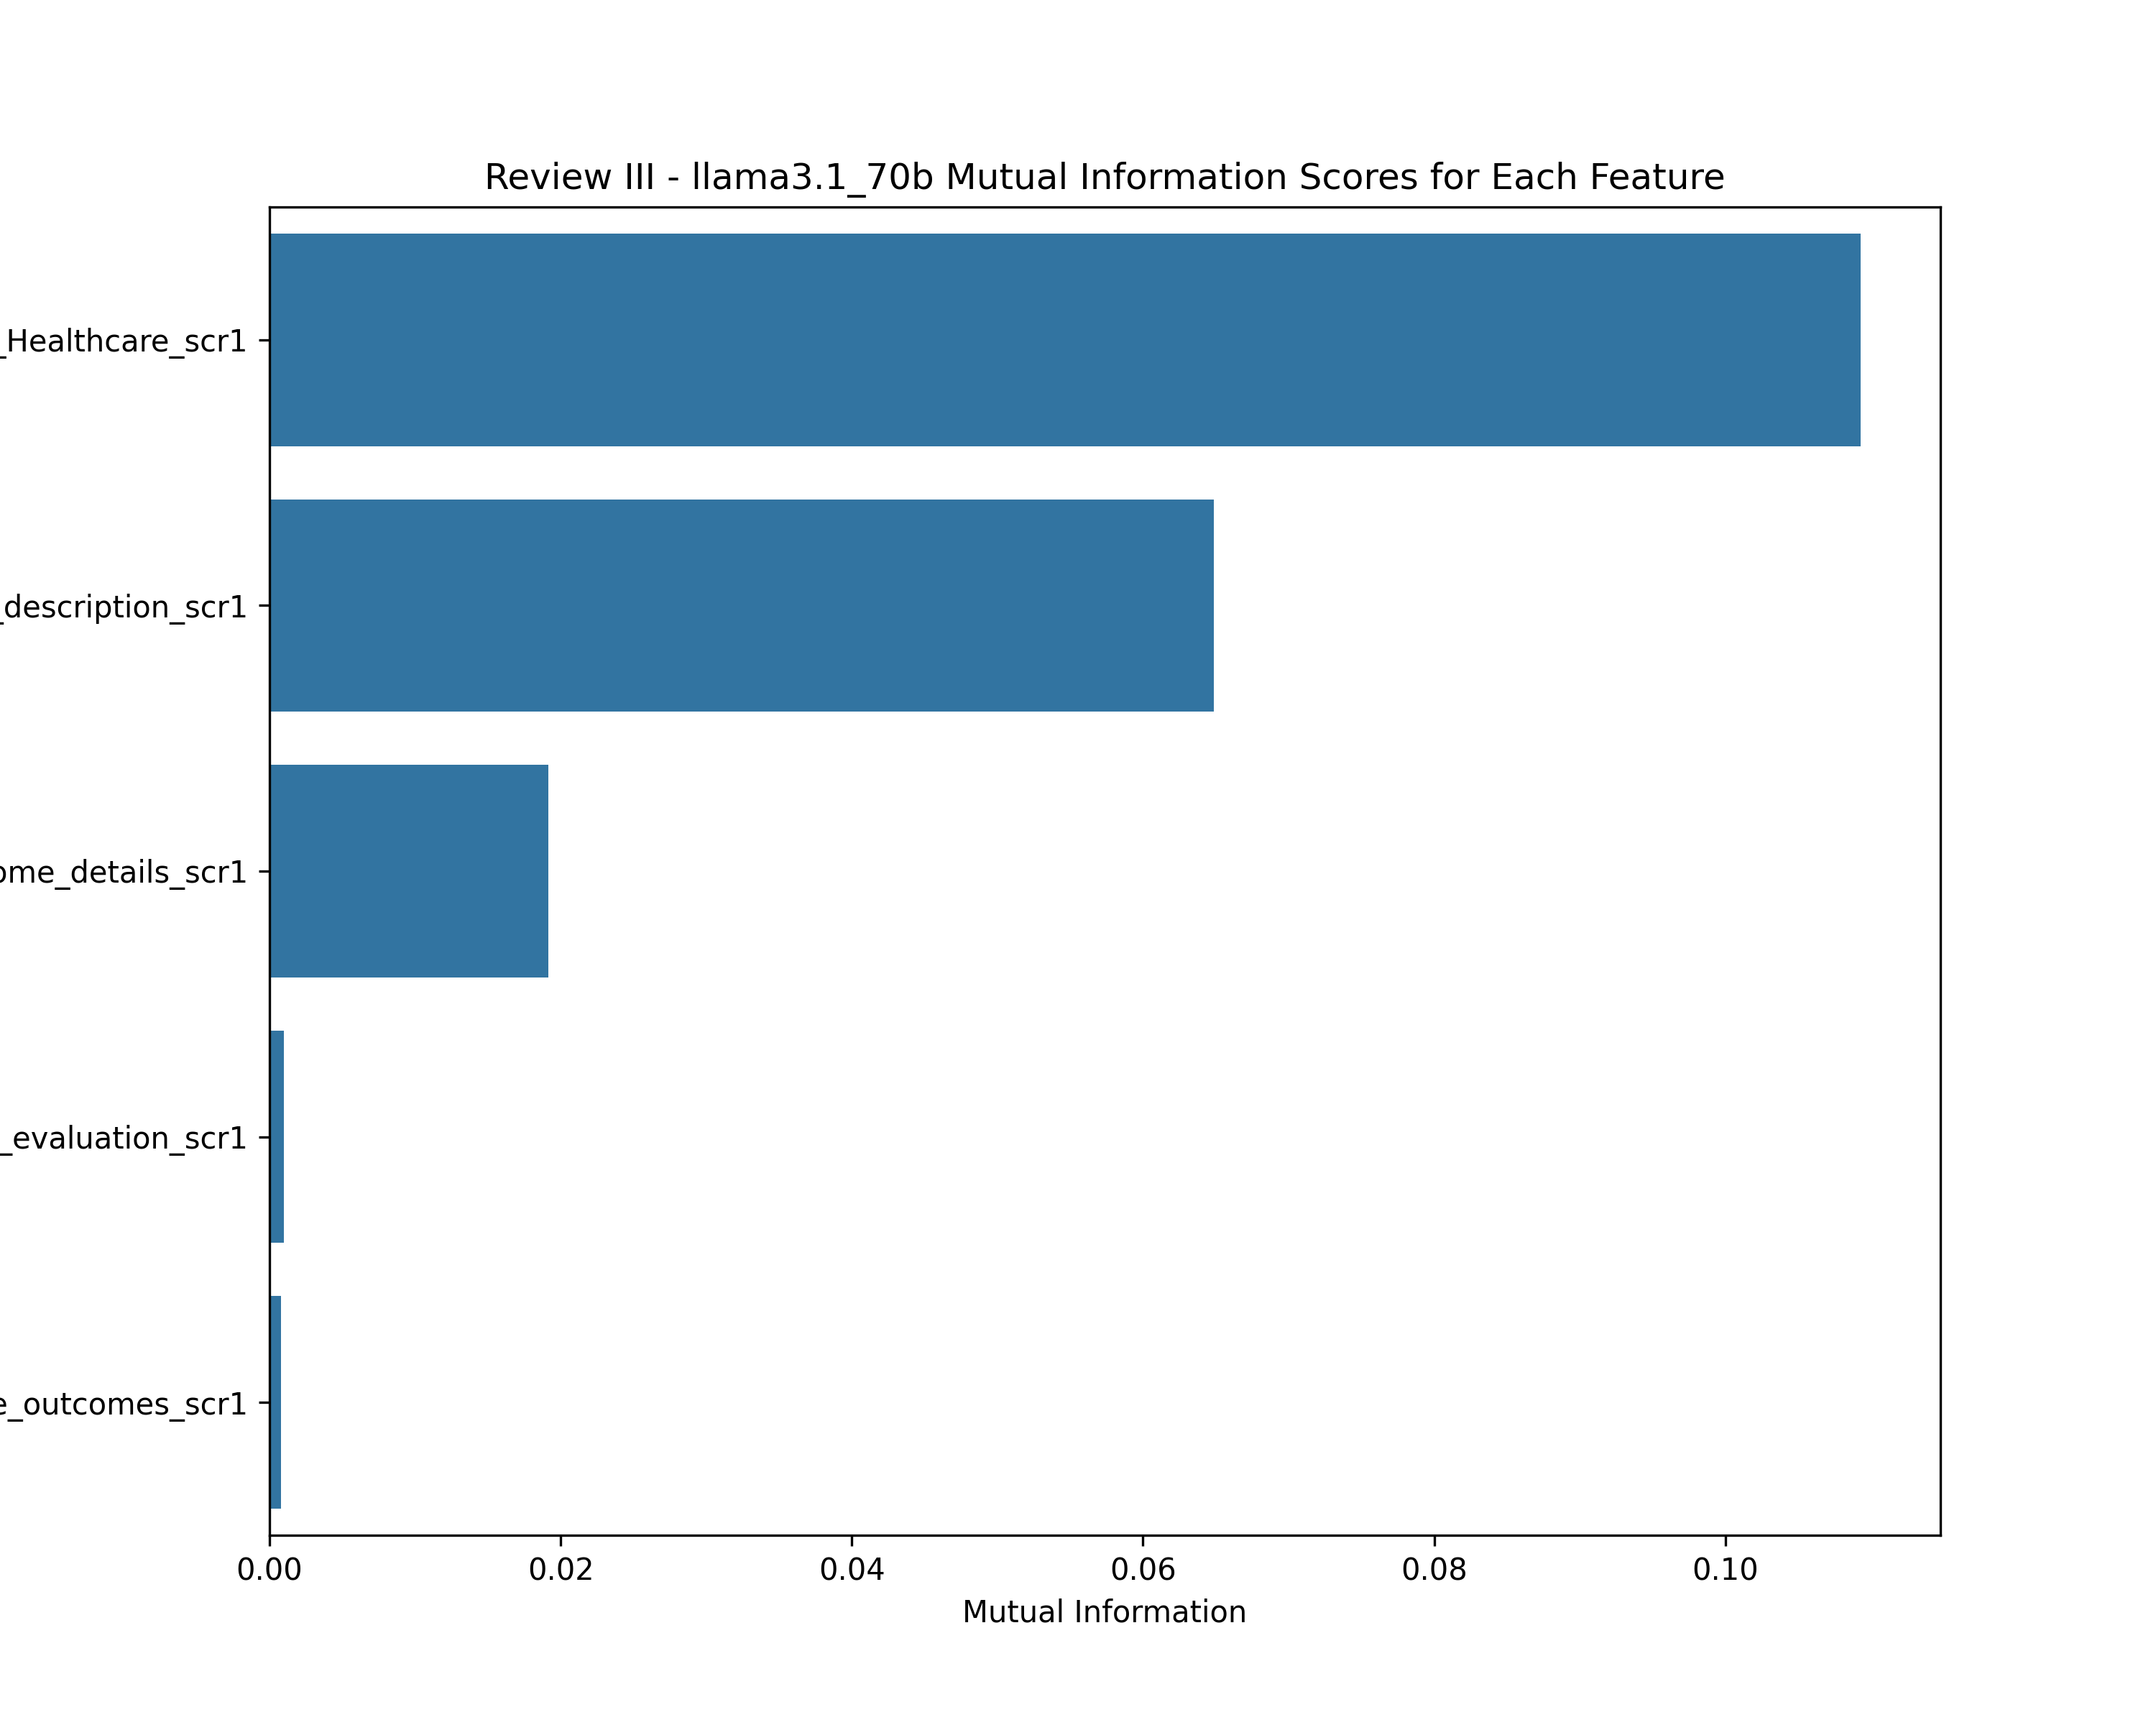 Review III - llama3.1_70b Mutual Information Scores for Each Feature
_Healthcare_scr1
_description_scr1
ome_details_scr1
_evaluation_scr1
e_outcomes_scr1
0.00 0.02 0.04 0.06 0.08 0.10
Mutual Information